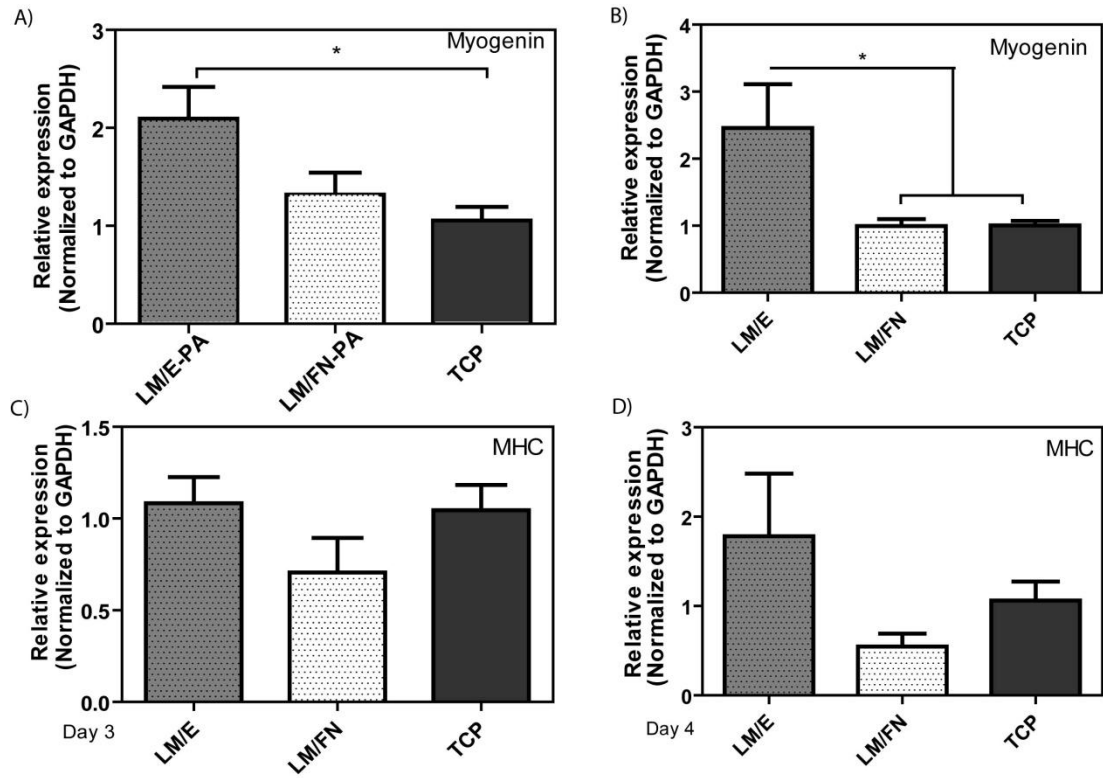 A)
Relative expression
(Normalized to GAPDH)
3
2
1
0
*
Myogenin
LM/E-PA
LM/FN-PA
TCP
B)
Relative expression
(Normalized to GAPDH)
4
3
2
1
0
*
Myogenin
LM/E
LM/FN
TCP
C)
Relative expression
(Normalized to GAPDH)
1.5
1.0
0.5
0.0
MHC
Day 3
LM/E
LM/FN
TCP
D)
Relative expression
(Normalized to GAPDH)
3
2
1
0
MHC
Day 4
LM/E
LM/FN
TCP